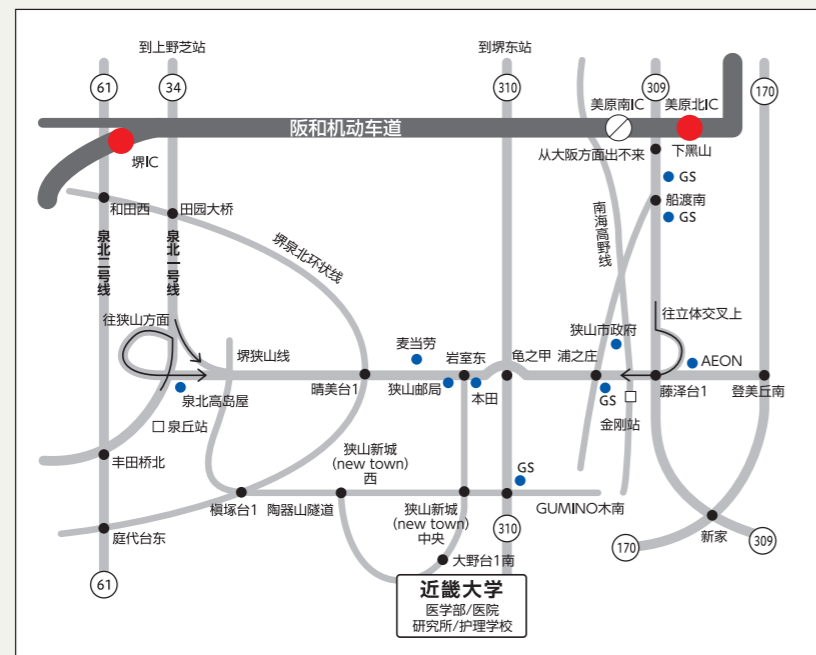 到上野芝站
到堺东站
61
34
310
309
170
美原南IC
美原北IC
阪和机动车道
堺IC
从大阪方面出不来
下黑山
GS
和田西
田园大桥
船渡南
GS
泉北二号线
泉北一号线
堺泉北环状线
南海高野线
往狭山方面
往立体交叉上
堺狭山线
麦当劳
岩室东
龟之甲
浦之庄
狭山市政府
AEON
泉北高岛屋
晴美台1
狭山邮局
本田
GS
金刚站
藤泽台1
登美丘南
泉丘站
丰田桥北
狭山新城
(new town)
西
GS
槇塚台1
陶器山隧道
狭山新城
(new town)
中央
GUMINO木南
庭代台东
310
新家
170
309
大野台1南
61
近畿大学
医学部/医院
研究所/护理学校